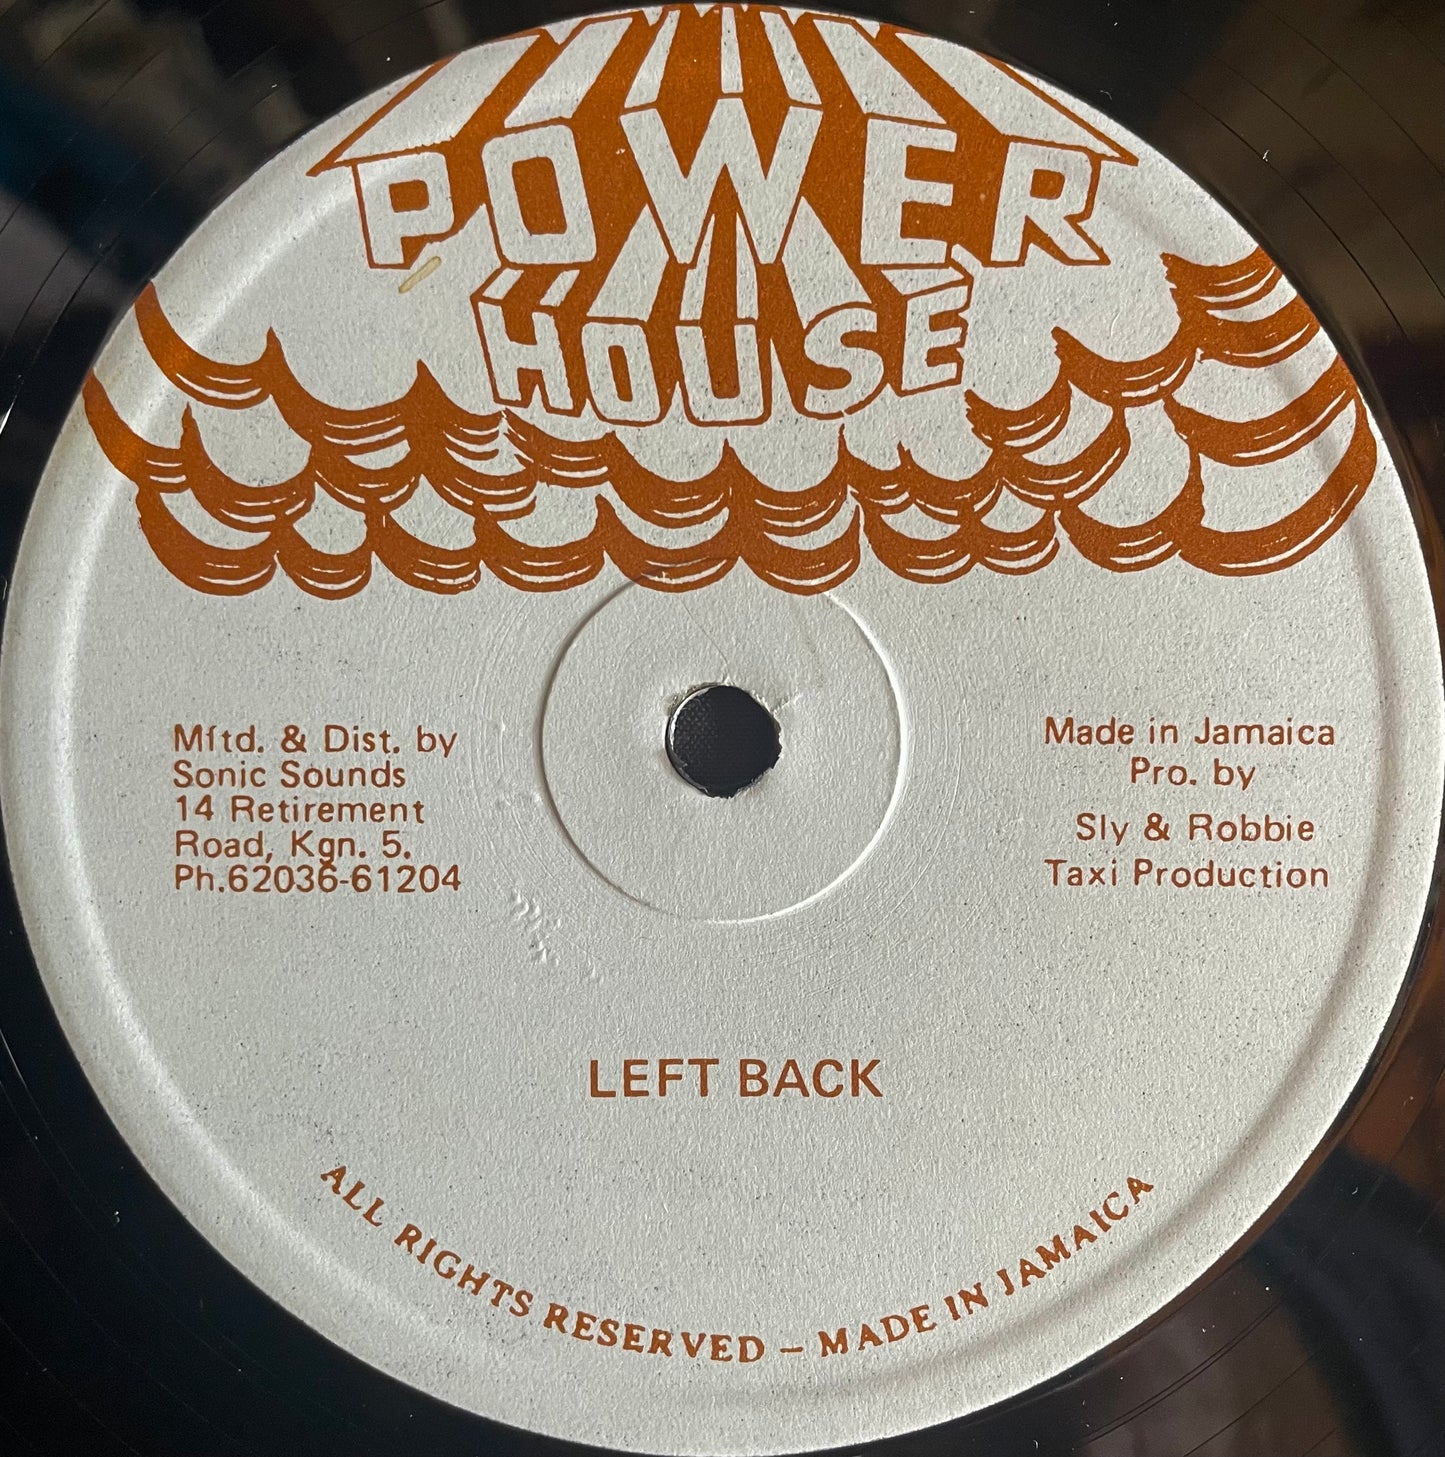 POWER
HOUSE
Mftd. & Dist. by
Sonic Sounds
14 Retirement
Road, Kgn. 5.
Ph.62036-61204
Made in Jamaica
Pro. by
Sly & Robbie
Taxi Production
LEFT BACK
ALL RIGHTS RESERVED – MADE IN JAMAICA